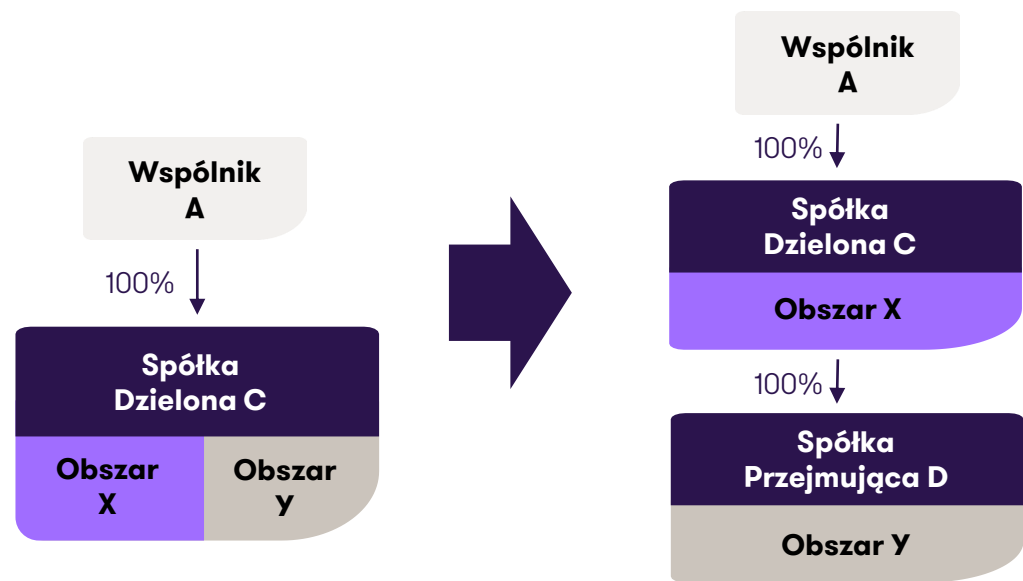 Wspólnik
A
100%
Spółka
Dzielona C
Obszar
X
Obszar
Y
Wspólnik
A
100%
Spółka
Dzielona C
Obszar X
100%
Spółka
Przejmująca D
Obszar Y